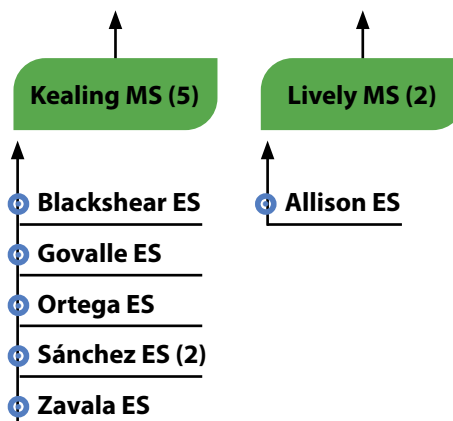 Kealing MS (5)
Blackshear ES
Govalle ES
Ortega ES
Sánchez ES (2)
Zavala ES
Lively MS (2)
Allison ES